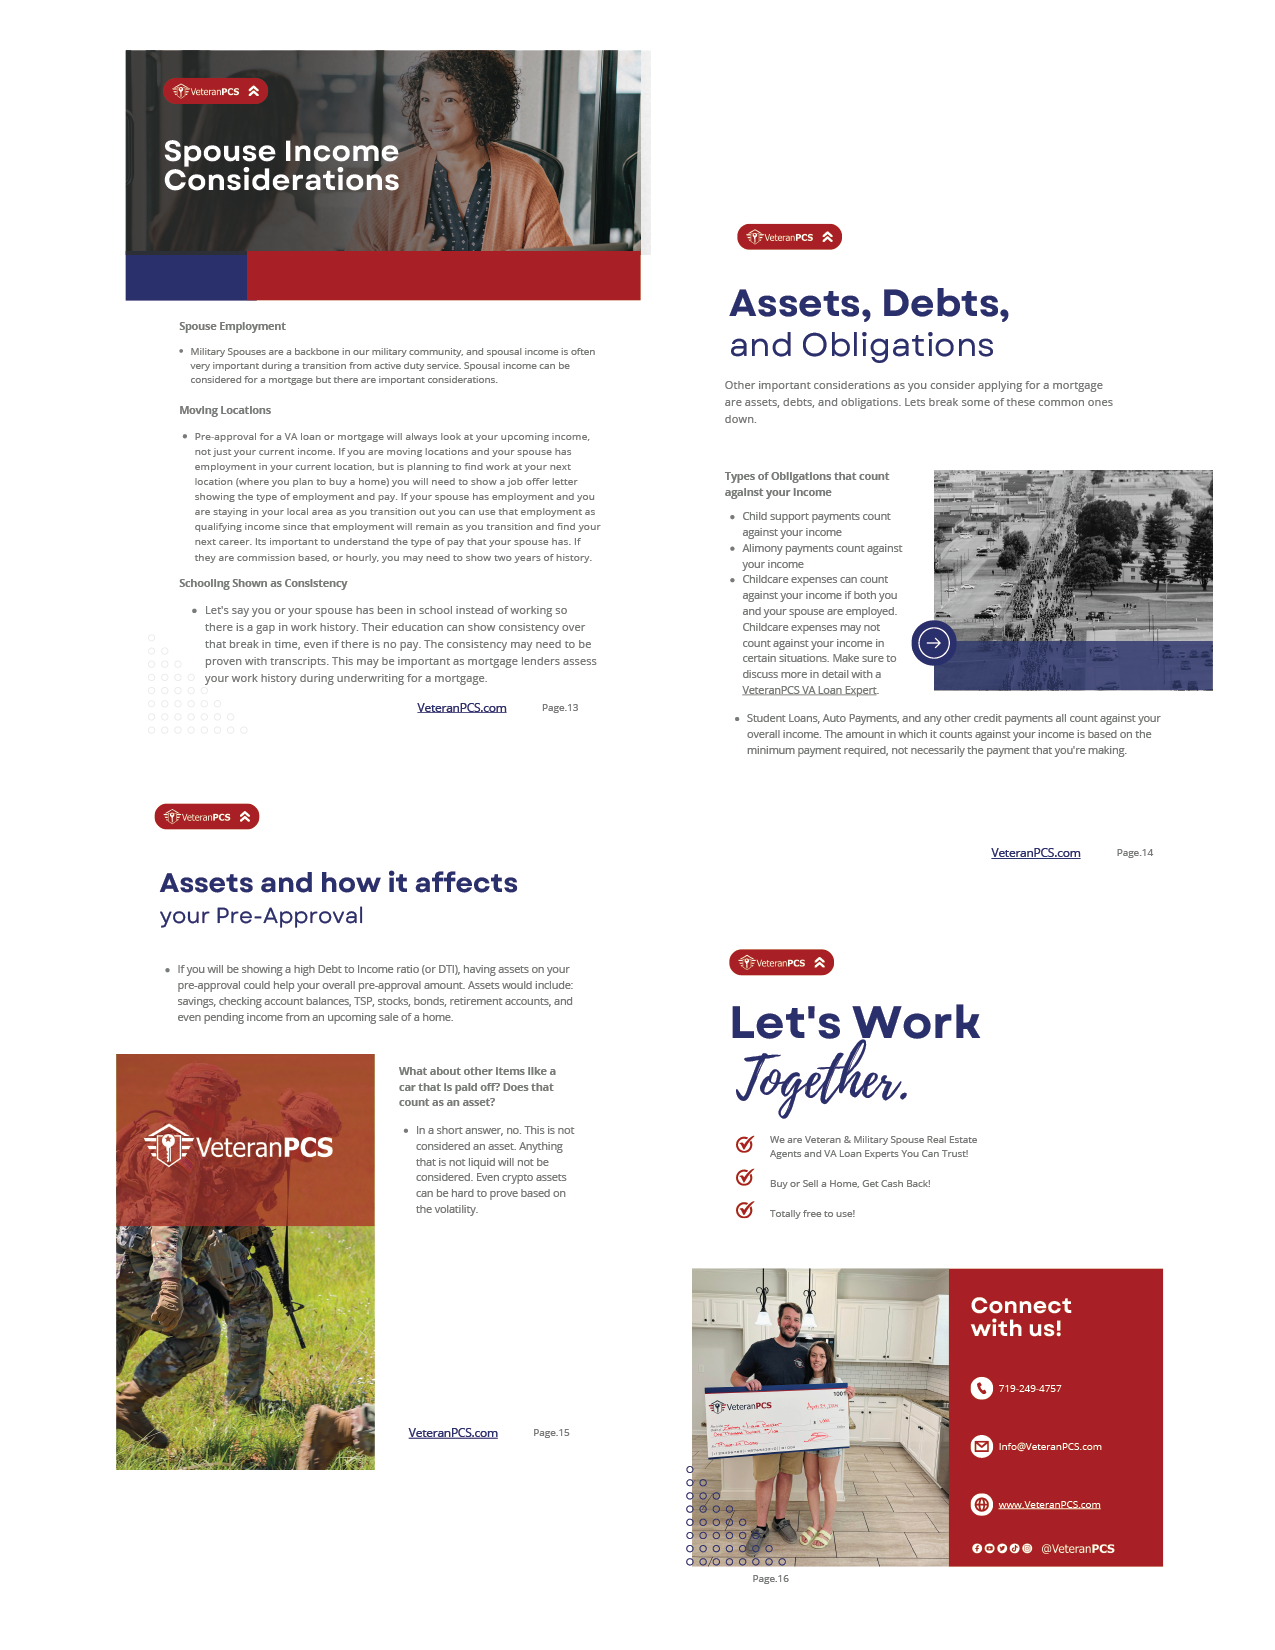 VeteranPCS
Spouse Income
Considerations
Spouse Employment
• Military Spouses are a backbone in our military community, and spousal income is often
very important during a transition from active duty service. Spousal income can be
considered for a mortgage but there are important considerations.
Moving Locations
• Pre-approval for a VA loan or mortgage will always look at your upcoming income,
not just your current income. If you are moving locations and your spouse has
employment in your current location, but is planning to find work at your next
location (where you plan to buy a home) you will need to show a job offer letter
showing the type of employment and pay. If your spouse has employment and you
are staying in your local area as you transition out you can use that employment as
qualifying income since that employment will remain as you transition and find your
next career. Its important to understand the type of pay that your spouse has. If
they are commission based, or hourly, you may need to show two years of history.
Schooling Shown as Consistency
• Let's say you or your spouse has been in school instead of working so
there is a gap in work history. Their education can show consistency over
that break in time, even if there is no pay. The consistency may need to be
proven with transcripts. This may be important as mortgage lenders assess
your work history during underwriting for a mortgage.
VeteranPCS.com Page.13
VeteranPCS
Assets, Debts,
and Obligations
Other important considerations as you consider applying for a mortgage
are assets, debts, and obligations. Lets break some of these common ones
down.
Types of Obligations that count
against your Income
• Child support payments count
against your income
• Alimony payments count against
your income
• Childcare expenses can count
against your income if both you
and your spouse are employed.
Childcare expenses may not
count against your income in
certain situations. Make sure to
discuss more in detail with a
VeteranPCS VA Loan Expert.
• Student Loans, Auto Payments, and any other credit payments all count against your
overall income. The amount in which it counts against your income is based on the
minimum payment required, not necessarily the payment that you're making.
VeteranPCS.com Page.14
VeteranPCS
Assets and how it affects
your Pre-Approval
• If you will be showing a high Debt to Income ratio (or DTI), having assets on your
pre-approval could help your overall pre-approval amount. Assets would include:
savings, checking account balances, TSP, stocks, bonds, retirement accounts, and
even pending income from an upcoming sale of a home.
VeteranPCS
What about other items like a
car that is paid off? Does that
count as an asset?
• In a short answer, no. This is not
considered an asset. Anything
that is not liquid will not be
considered. Even crypto assets
can be hard to prove based on
the volatility.
VeteranPCS.com Page.15
VeteranPCS
Let's Work
Together.
We are Veteran & Military Spouse Real Estate
Agents and VA Loan Experts You Can Trust!
Buy or Sell a Home, Get Cash Back!
Totally free to use!
1001
VeteranPCS
Connect
with us!
719-249-4757
Info@VeteranPCS.com
www.VeteranPCS.com
@VeteranPCS
Page.16